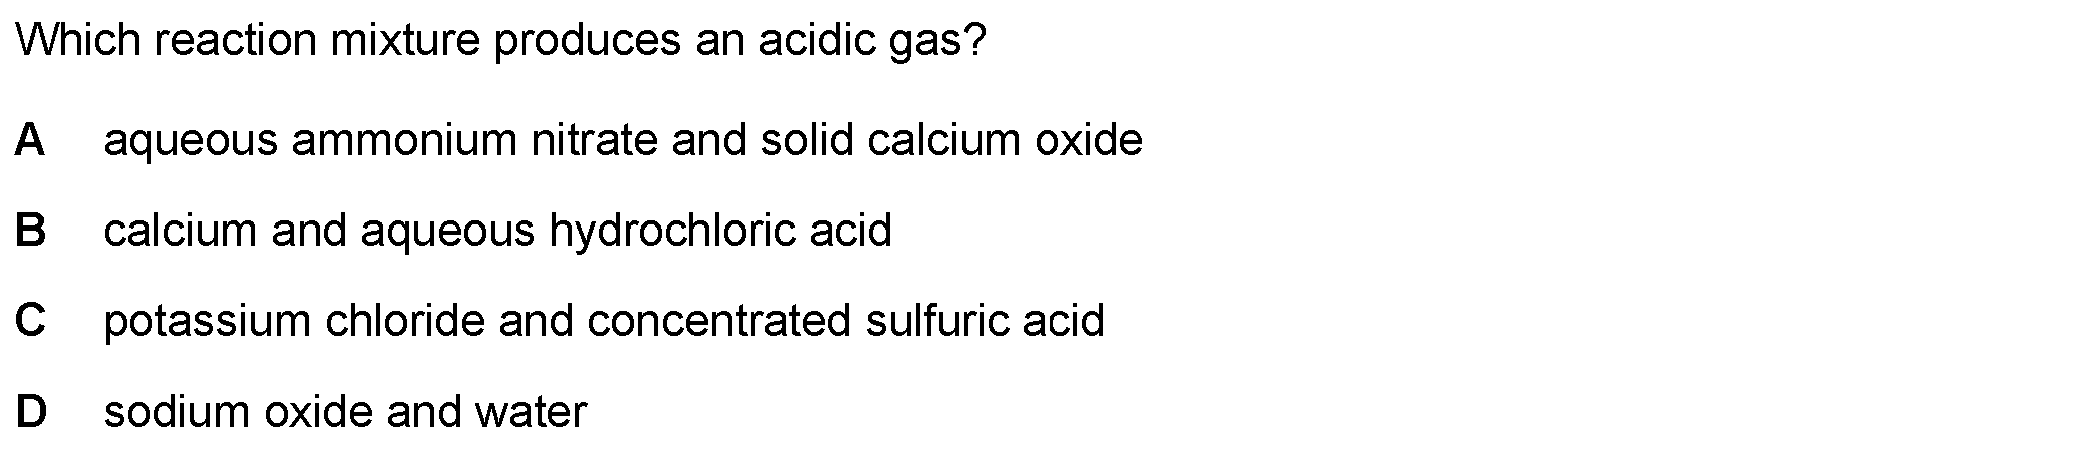 Which reaction mixture produces an acidic gas?
A aqueous ammonium nitrate and solid calcium oxide
B calcium and aqueous hydrochloric acid
C potassium chloride and concentrated sulfuric acid
D sodium oxide and water